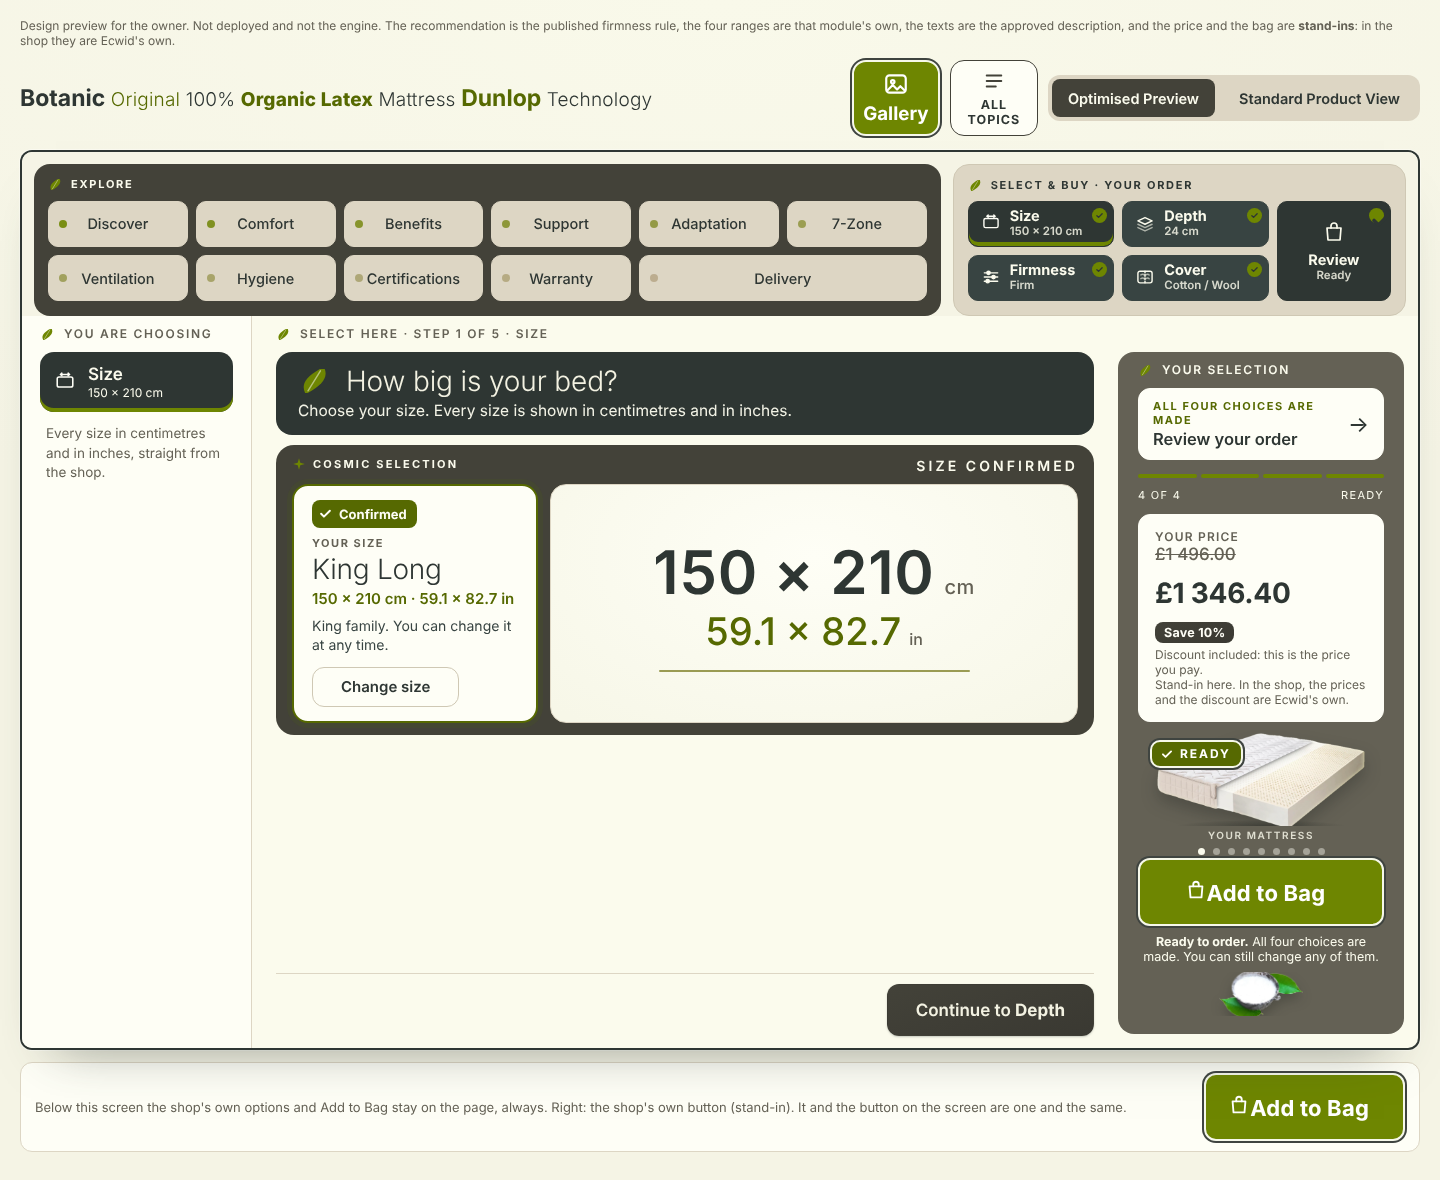 Design preview for the owner. Not deployed and not the engine. The recommendation is the published firmness rule, the four ranges are that module's own, the texts are the approved description, and the price and the bag are stand-ins: in the
shop they are Ecwid's own.
Botanic Original 100% Organic Latex Mattress Dunlop Technology
Gallery
ALL
TOPICS
Optimised Preview
Standard Product View
EXPLORE
Discover
Comfort
Benefits
Support
Adaptation
7-Zone
Ventilation
Hygiene
Certifications
Warranty
Delivery
SELECT & BUY · YOUR ORDER
Size
150 × 210 cm
Depth
24 cm
Firmness
Firm
Cover
Cotton / Wool
Review
Ready
YOU ARE CHOOSING
Size
150 × 210 cm
Every size in centimetres
and in inches, straight from
the shop.
SELECT HERE · STEP 1 OF 5 · SIZE
How big is your bed?
Choose your size. Every size is shown in centimetres and in inches.
COSMIC SELECTION
SIZE CONFIRMED
Confirmed
YOUR SIZE
King Long
150 × 210 cm · 59.1 × 82.7 in
King family. You can change it
at any time.
Change size
150 × 210 cm
59.1 × 82.7 in
Continue to Depth
YOUR SELECTION
ALL FOUR CHOICES ARE
MADE
Review your order
4 OF 4
READY
YOUR PRICE
£1 496.00
£1 346.40
Save 10%
Discount included: this is the price
you pay.
Stand-in here. In the shop, the prices
and the discount are Ecwid's own.
READY
YOUR MATTRESS
Add to Bag
Ready to order. All four choices are
made. You can still change any of them.
Below this screen the shop's own options and Add to Bag stay on the page, always. Right: the shop's own button (stand-in). It and the button on the screen are one and the same.
Add to Bag